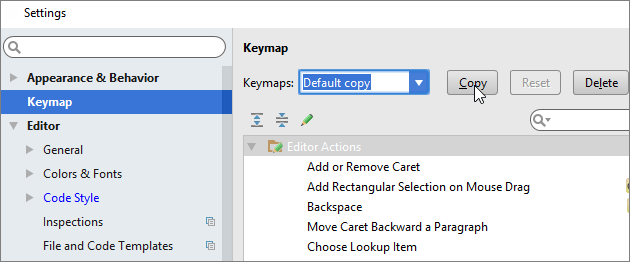 Settings
Appearance & Behavior
Keymap
Editor
General
Colors & Fonts
Code Style
Inspections
File and Code Templates
Keymap
Keymaps: Default copy Copy Reset Delete
Editor Actions
Add or Remove Caret
Add Rectangular Selection on Mouse Drag
Backspace
Move Caret Backward a Paragraph
Choose Lookup Item